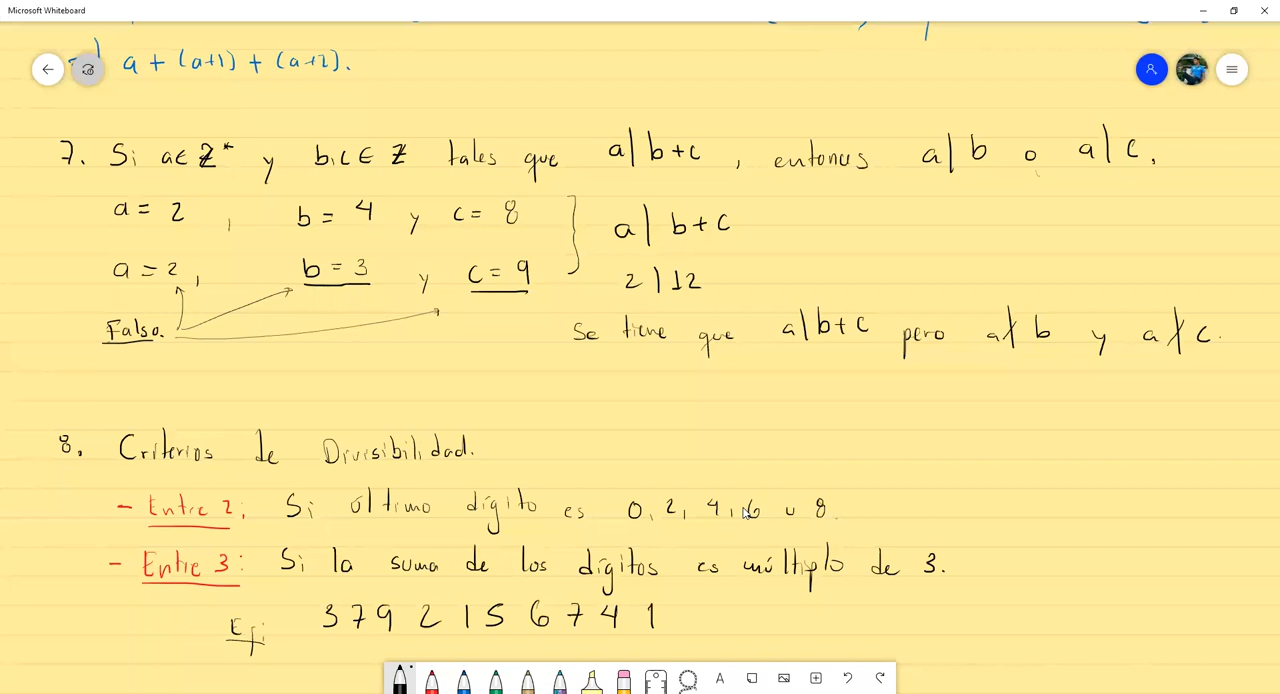 Microsoft Whiteboard
a + (a+1) + (a+2).
7. Si a ∈ Z* y b, c ∈ Z tales que a | b+c, entonces a | b o a | c.
a = 2, b = 4 y c = 8 } a | b+c
a = 2, b = 3 y c = 9 2 | 12
Falso. Se tiene que a | b+c pero a ∤ b y a ∤ c.
8. Criterios de Divisibilidad.
- Entre 2: Si último dígito es 0, 2, 4, 6 u 8.
- Entre 3: Si la suma de los dígitos es múltiplo de 3.
Ej: 3 7 9 2 1 5 6 7 4 1